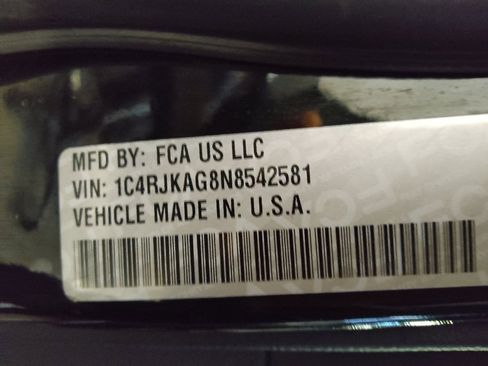 MFD BY: FCA US LLC
VIN: 1C4RJKAG8N8542581
VEHICLE MADE IN: U.S.A.